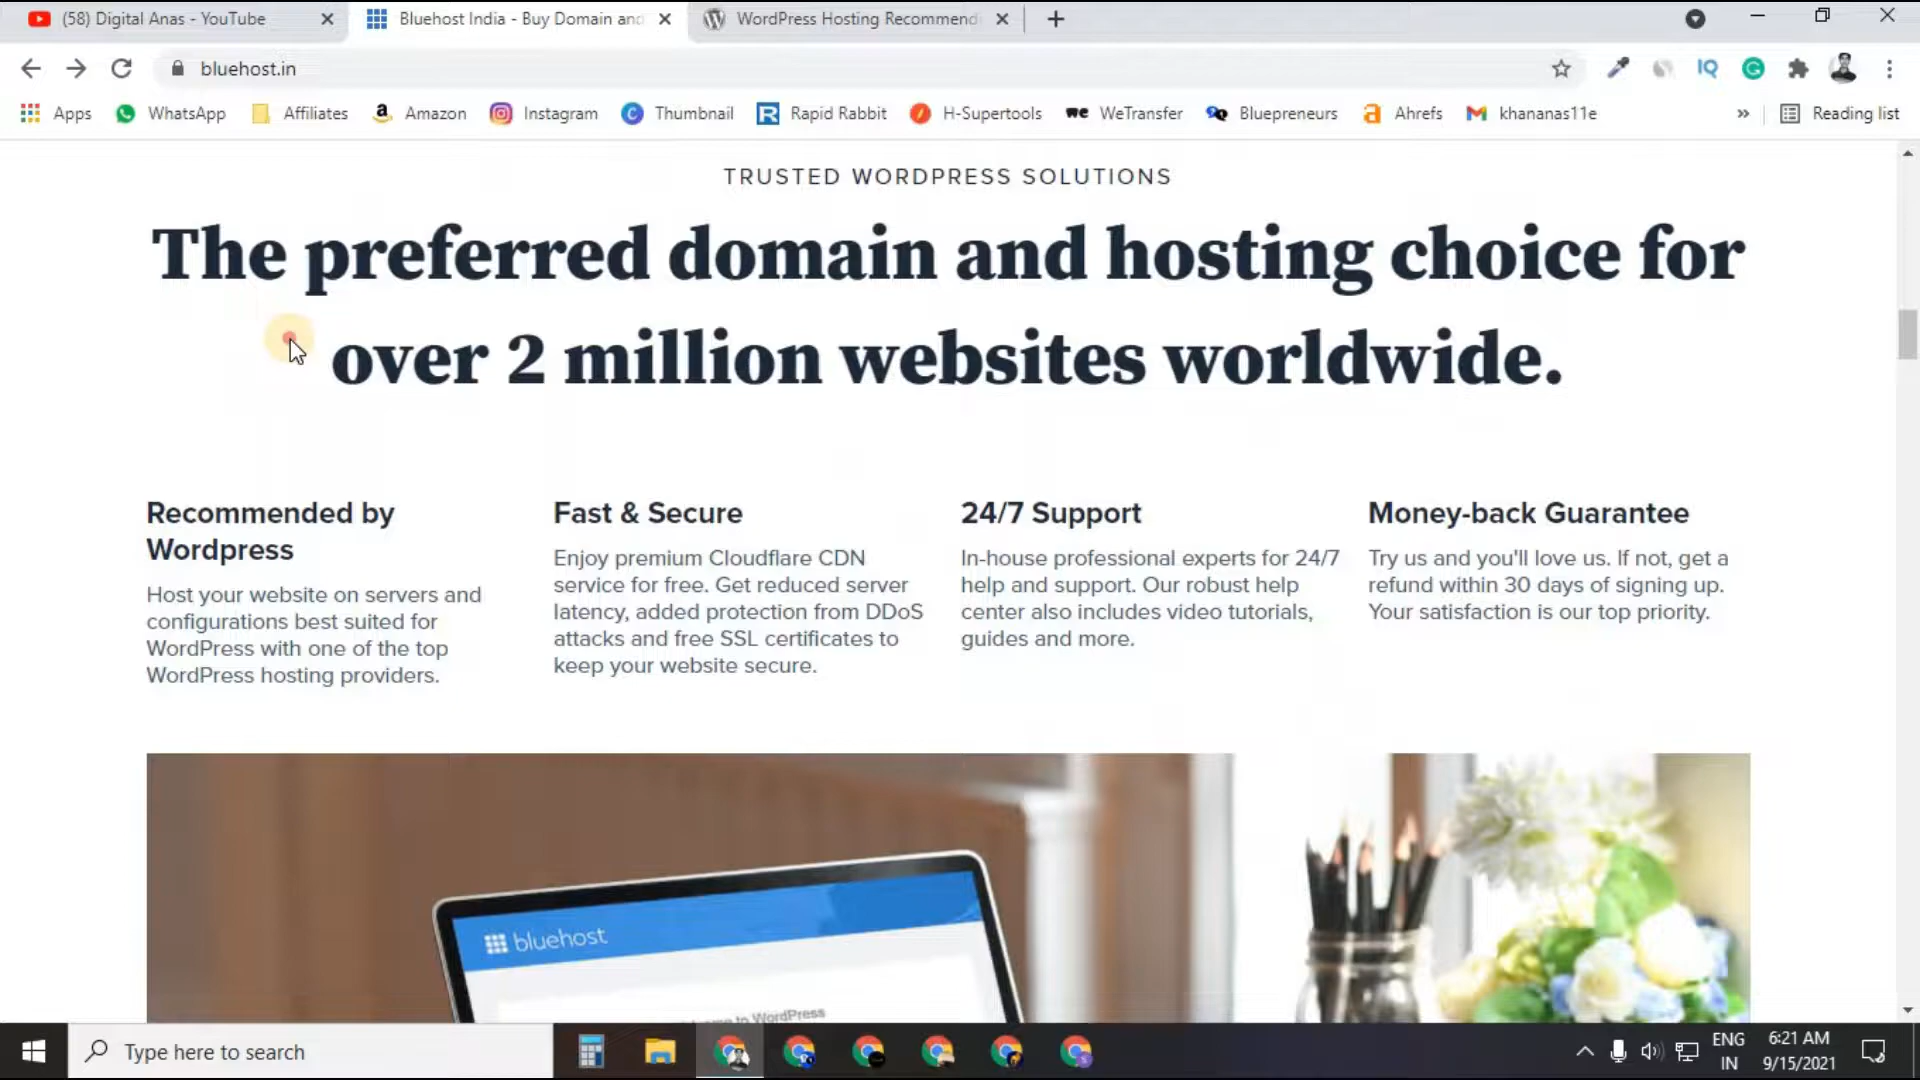 (58) Digital Anas - YouTube
Bluehost India - Buy Domain and
WordPress Hosting Recommend
bluehost.in
Apps
WhatsApp
Affiliates
Amazon
Instagram
Thumbnail
Rapid Rabbit
H-Supertools
WeTransfer
Bluepreneurs
Ahrefs
khananas11e
»
Reading list
TRUSTED WORDPRESS SOLUTIONS
The preferred domain and hosting choice for
over 2 million websites worldwide.
Recommended by
Wordpress
Host your website on servers and
configurations best suited for
WordPress with one of the top
WordPress hosting providers.
Fast & Secure
Enjoy premium Cloudflare CDN
service for free. Get reduced server
latency, added protection from DDoS
attacks and free SSL certificates to
keep your website secure.
24/7 Support
In-house professional experts for 24/7
help and support. Our robust help
center also includes video tutorials,
guides and more.
Money-back Guarantee
Try us and you'll love us. If not, get a
refund within 30 days of signing up.
Your satisfaction is our top priority.
bluehost
to WordPress
Type here to search
ENG
IN
6:21 AM
9/15/2021